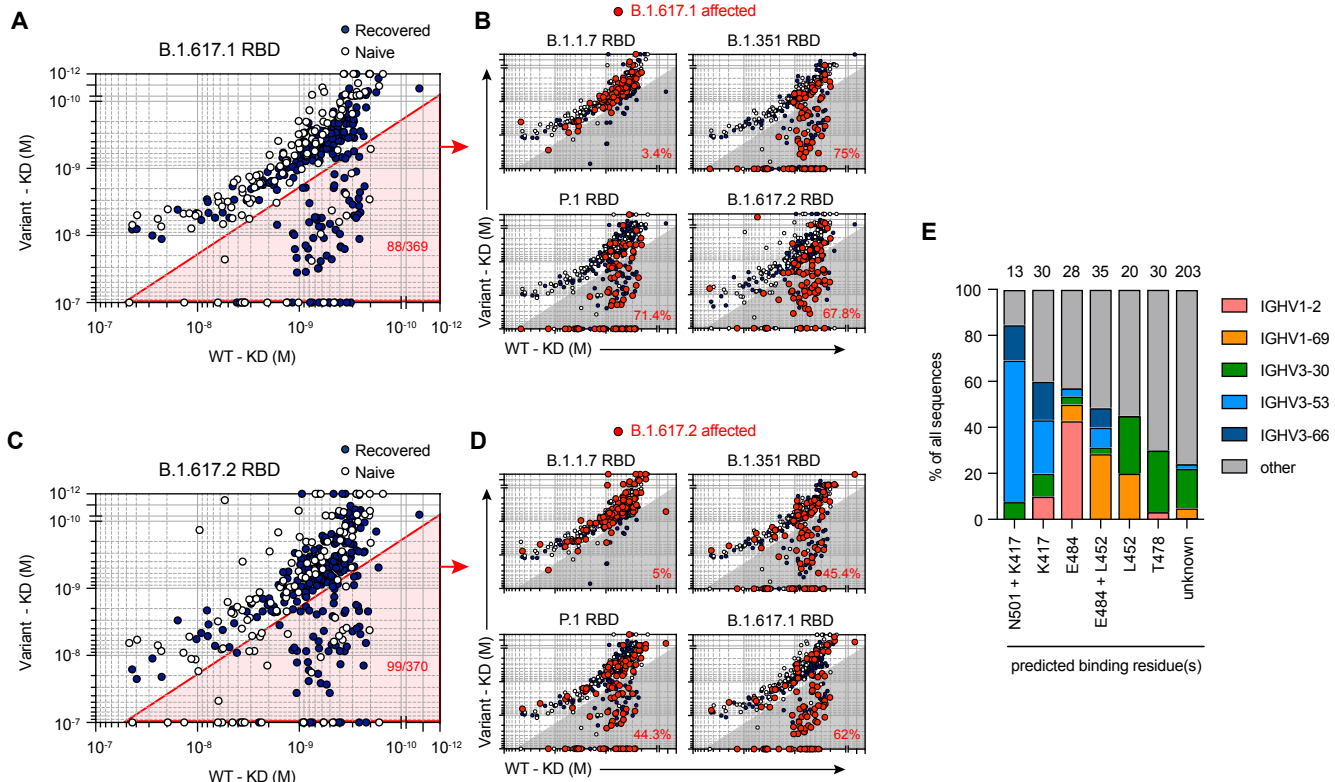 A
B.1.617.1 RBD
Recovered
Naive
Variant - KD (M)
10-12
10-10
10-9
10-8
10-7
88/369
10-7
10-8
10-9
10-10
10-12
WT - KD (M)
B
B.1.617.1 affected
B.1.1.7 RBD
B.1.351 RBD
3.4%
75%
P.1 RBD
B.1.617.2 RBD
71.4%
67.8%
Variant - KD (M)
WT - KD (M)
C
B.1.617.2 RBD
Recovered
Naive
Variant - KD (M)
10-12
10-10
10-9
10-8
10-7
99/370
10-7
10-8
10-9
10-10
10-12
WT - KD (M)
D
B.1.617.2 affected
B.1.1.7 RBD
B.1.351 RBD
5%
45.4%
P.1 RBD
B.1.617.1 RBD
44.3%
62%
Variant - KD (M)
WT - KD (M)
E
13 30 28 35 20 30 203
% of all sequences
100
80
60
40
20
0
N501 + K417
K417
E484
E484 + L452
L452
T478
unknown
predicted binding residue(s)
IGHV1-2
IGHV1-69
IGHV3-30
IGHV3-53
IGHV3-66
other